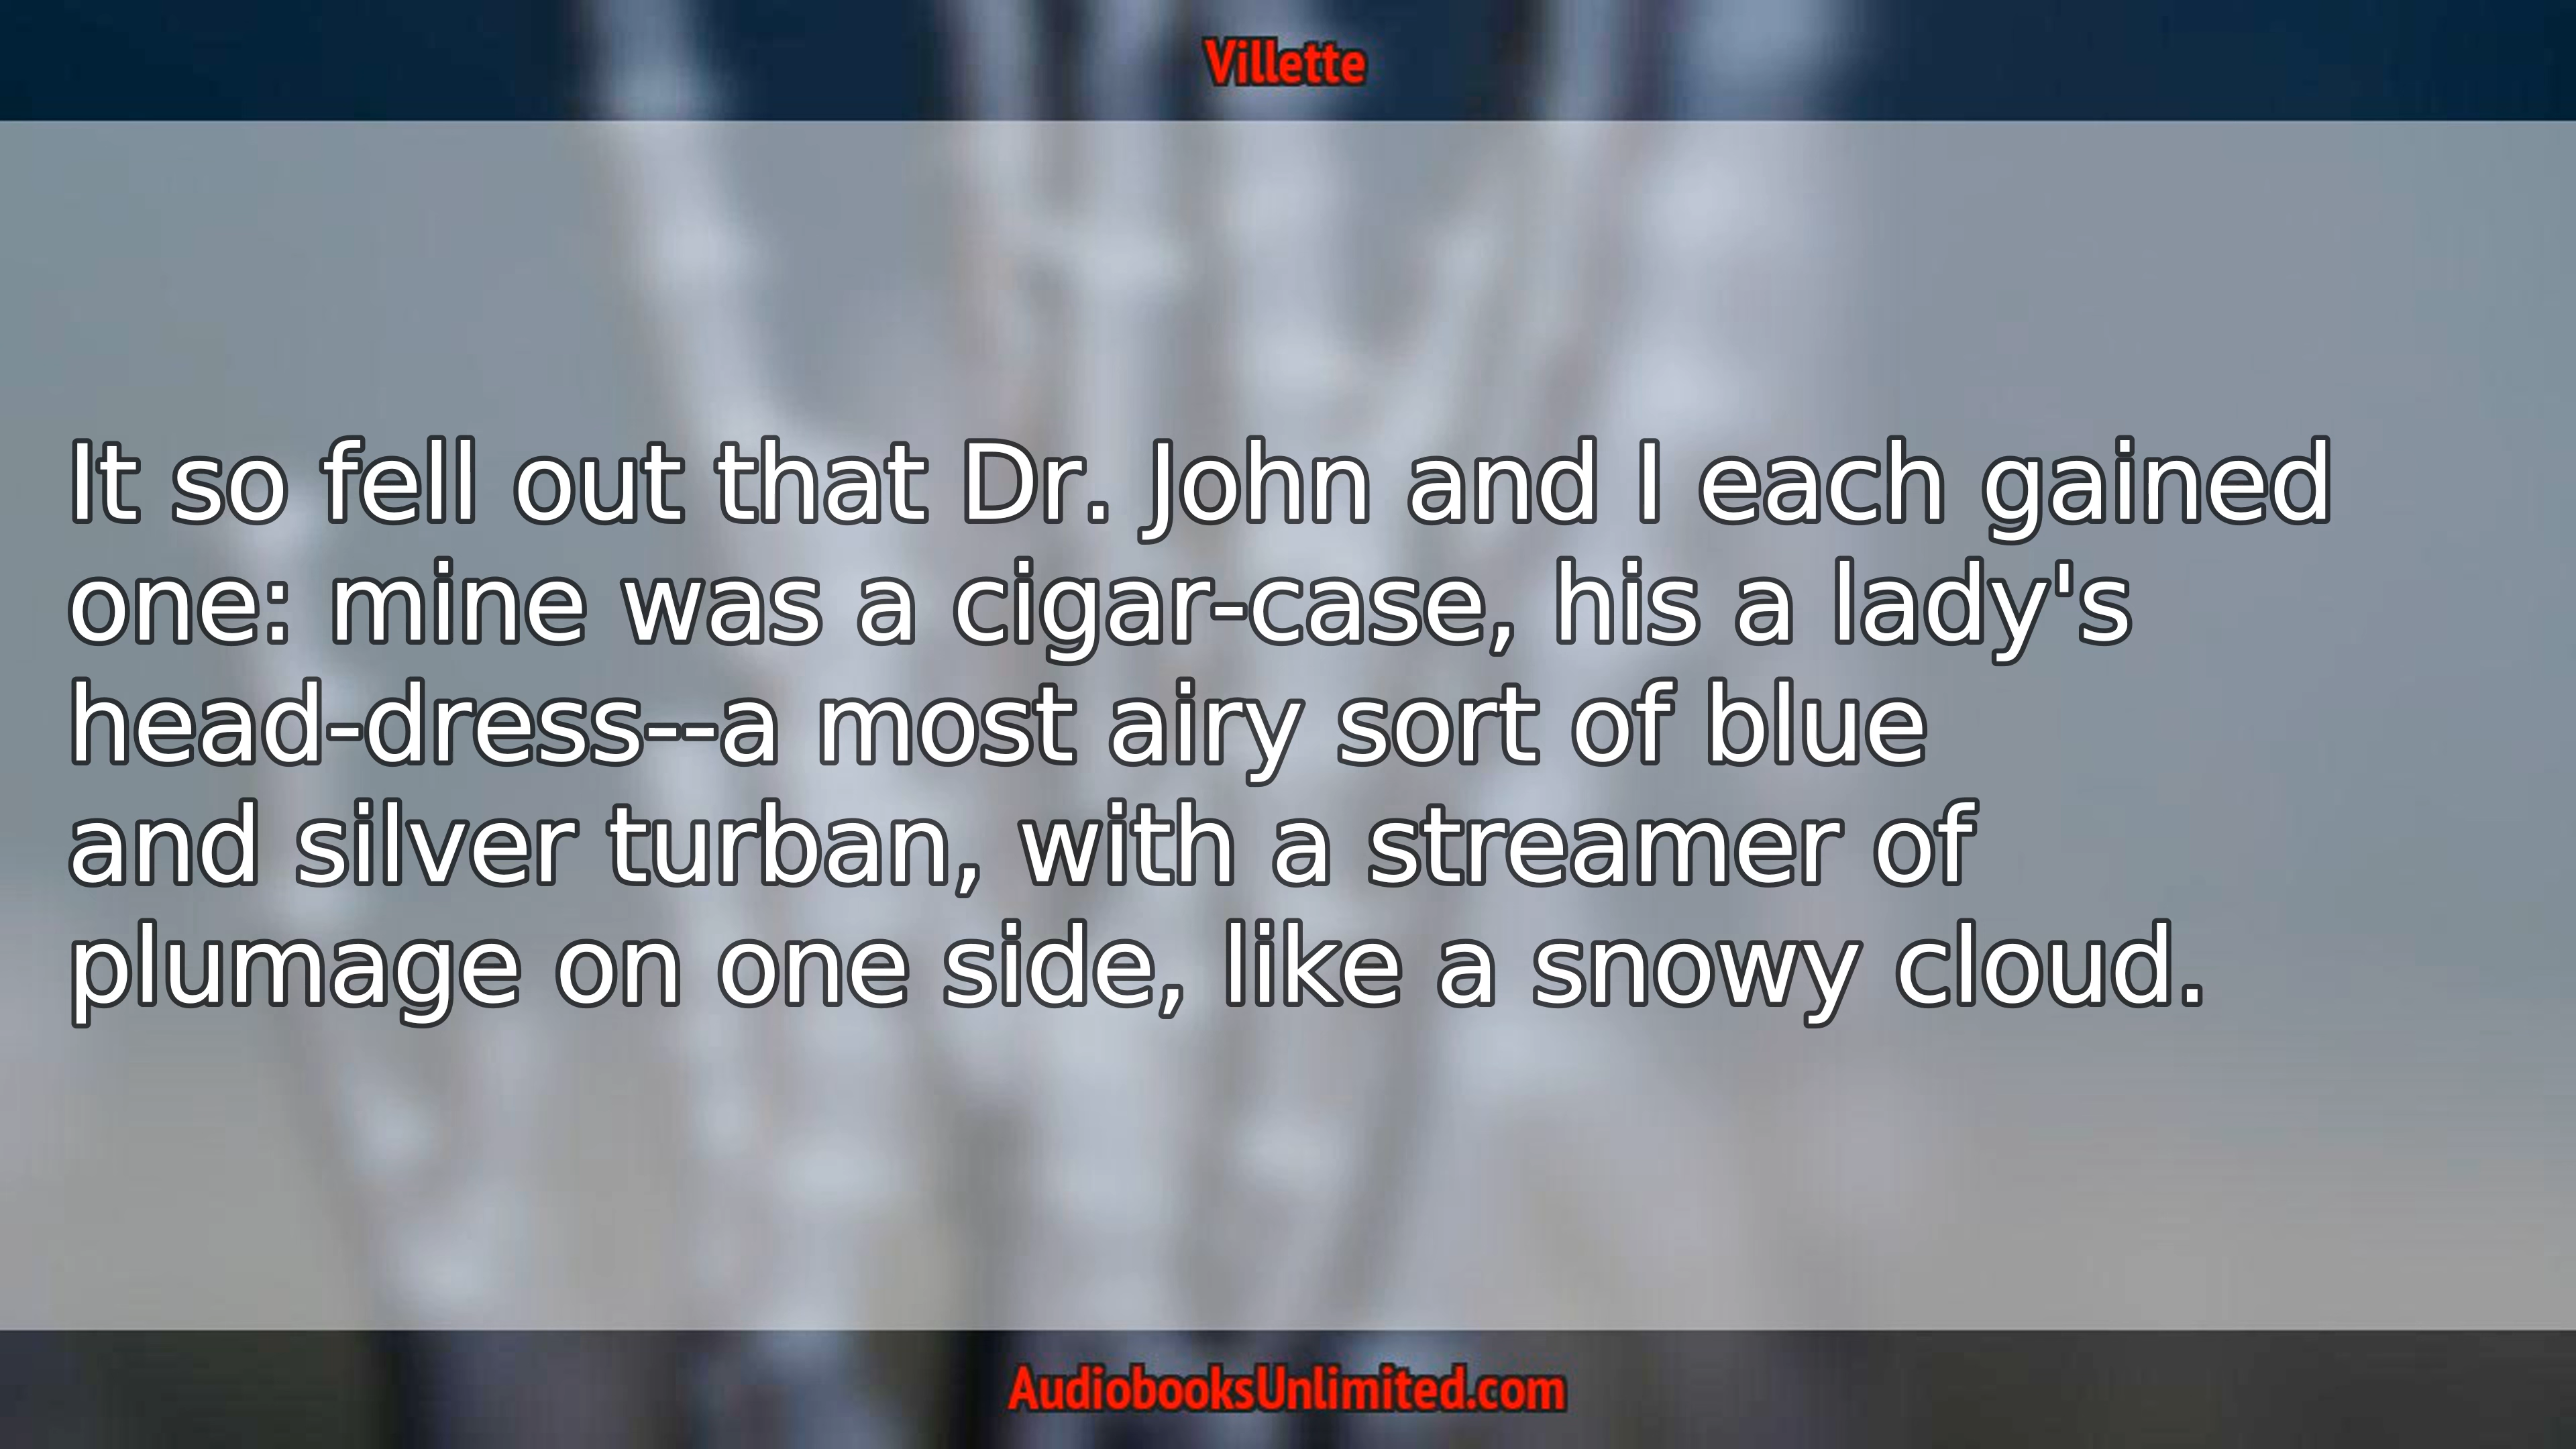 Villette
It so fell out that Dr. John and I each gained
one: mine was a cigar-case, his a lady's
head-dress--a most airy sort of blue
and silver turban, with a streamer of
plumage on one side, like a snowy cloud.
AudiobooksUnlimited.com